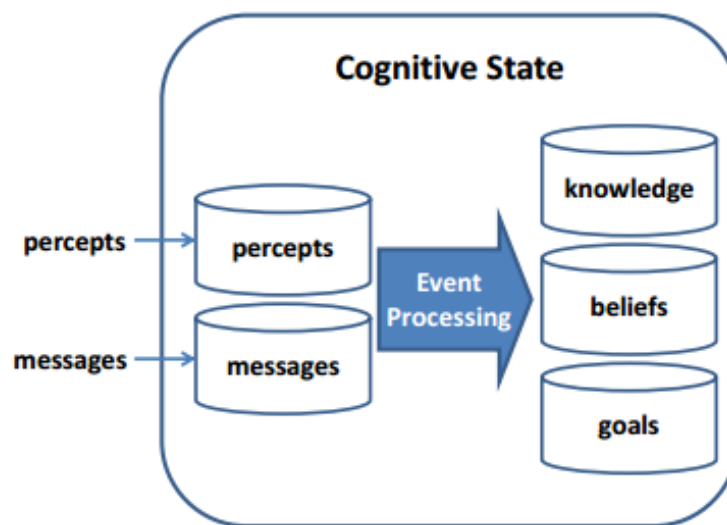 Cognitive State
knowledge
percepts
percepts
Event
Processing
beliefs
messages
messages
goals